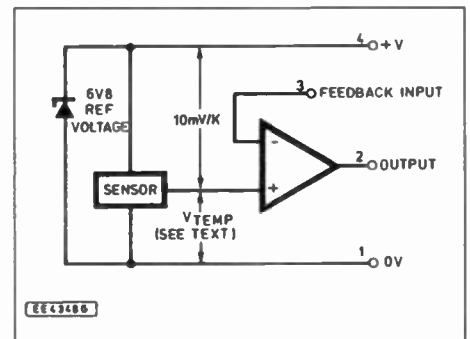 4 +V
6V8
REF
VOLTAGE
10mV/K
3 FEEDBACK INPUT
-
2 OUTPUT
SENSOR
+
VTEMP
(SEE TEXT)
1 0V
EE43486